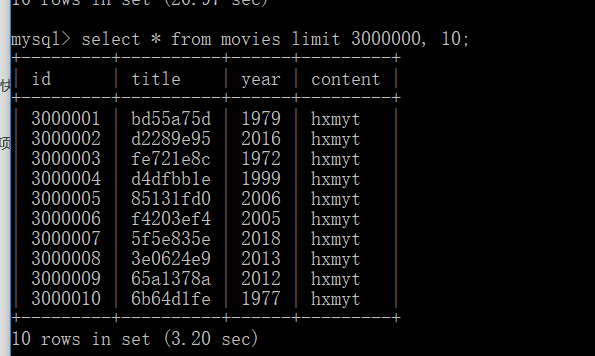 10 rows in set (20.97 sec)
mysql> select * from movies limit 3000000, 10;
+---------+----------+------+---------+
| id | title | year | content |
+---------+----------+------+---------+
| 3000001 | bd55a75d | 1979 | hxmyt |
| 3000002 | d2289e95 | 2016 | hxmyt |
| 3000003 | fe721e8c | 1972 | hxmyt |
| 3000004 | d4dfbb1e | 1999 | hxmyt |
| 3000005 | 85131fd0 | 2006 | hxmyt |
| 3000006 | f4203ef4 | 2005 | hxmyt |
| 3000007 | 5f5e835e | 2018 | hxmyt |
| 3000008 | 3e0624e9 | 2013 | hxmyt |
| 3000009 | 65a1378a | 2012 | hxmyt |
| 3000010 | 6b64d1fe | 1977 | hxmyt |
+---------+----------+------+---------+
10 rows in set (3.20 sec)
快
项